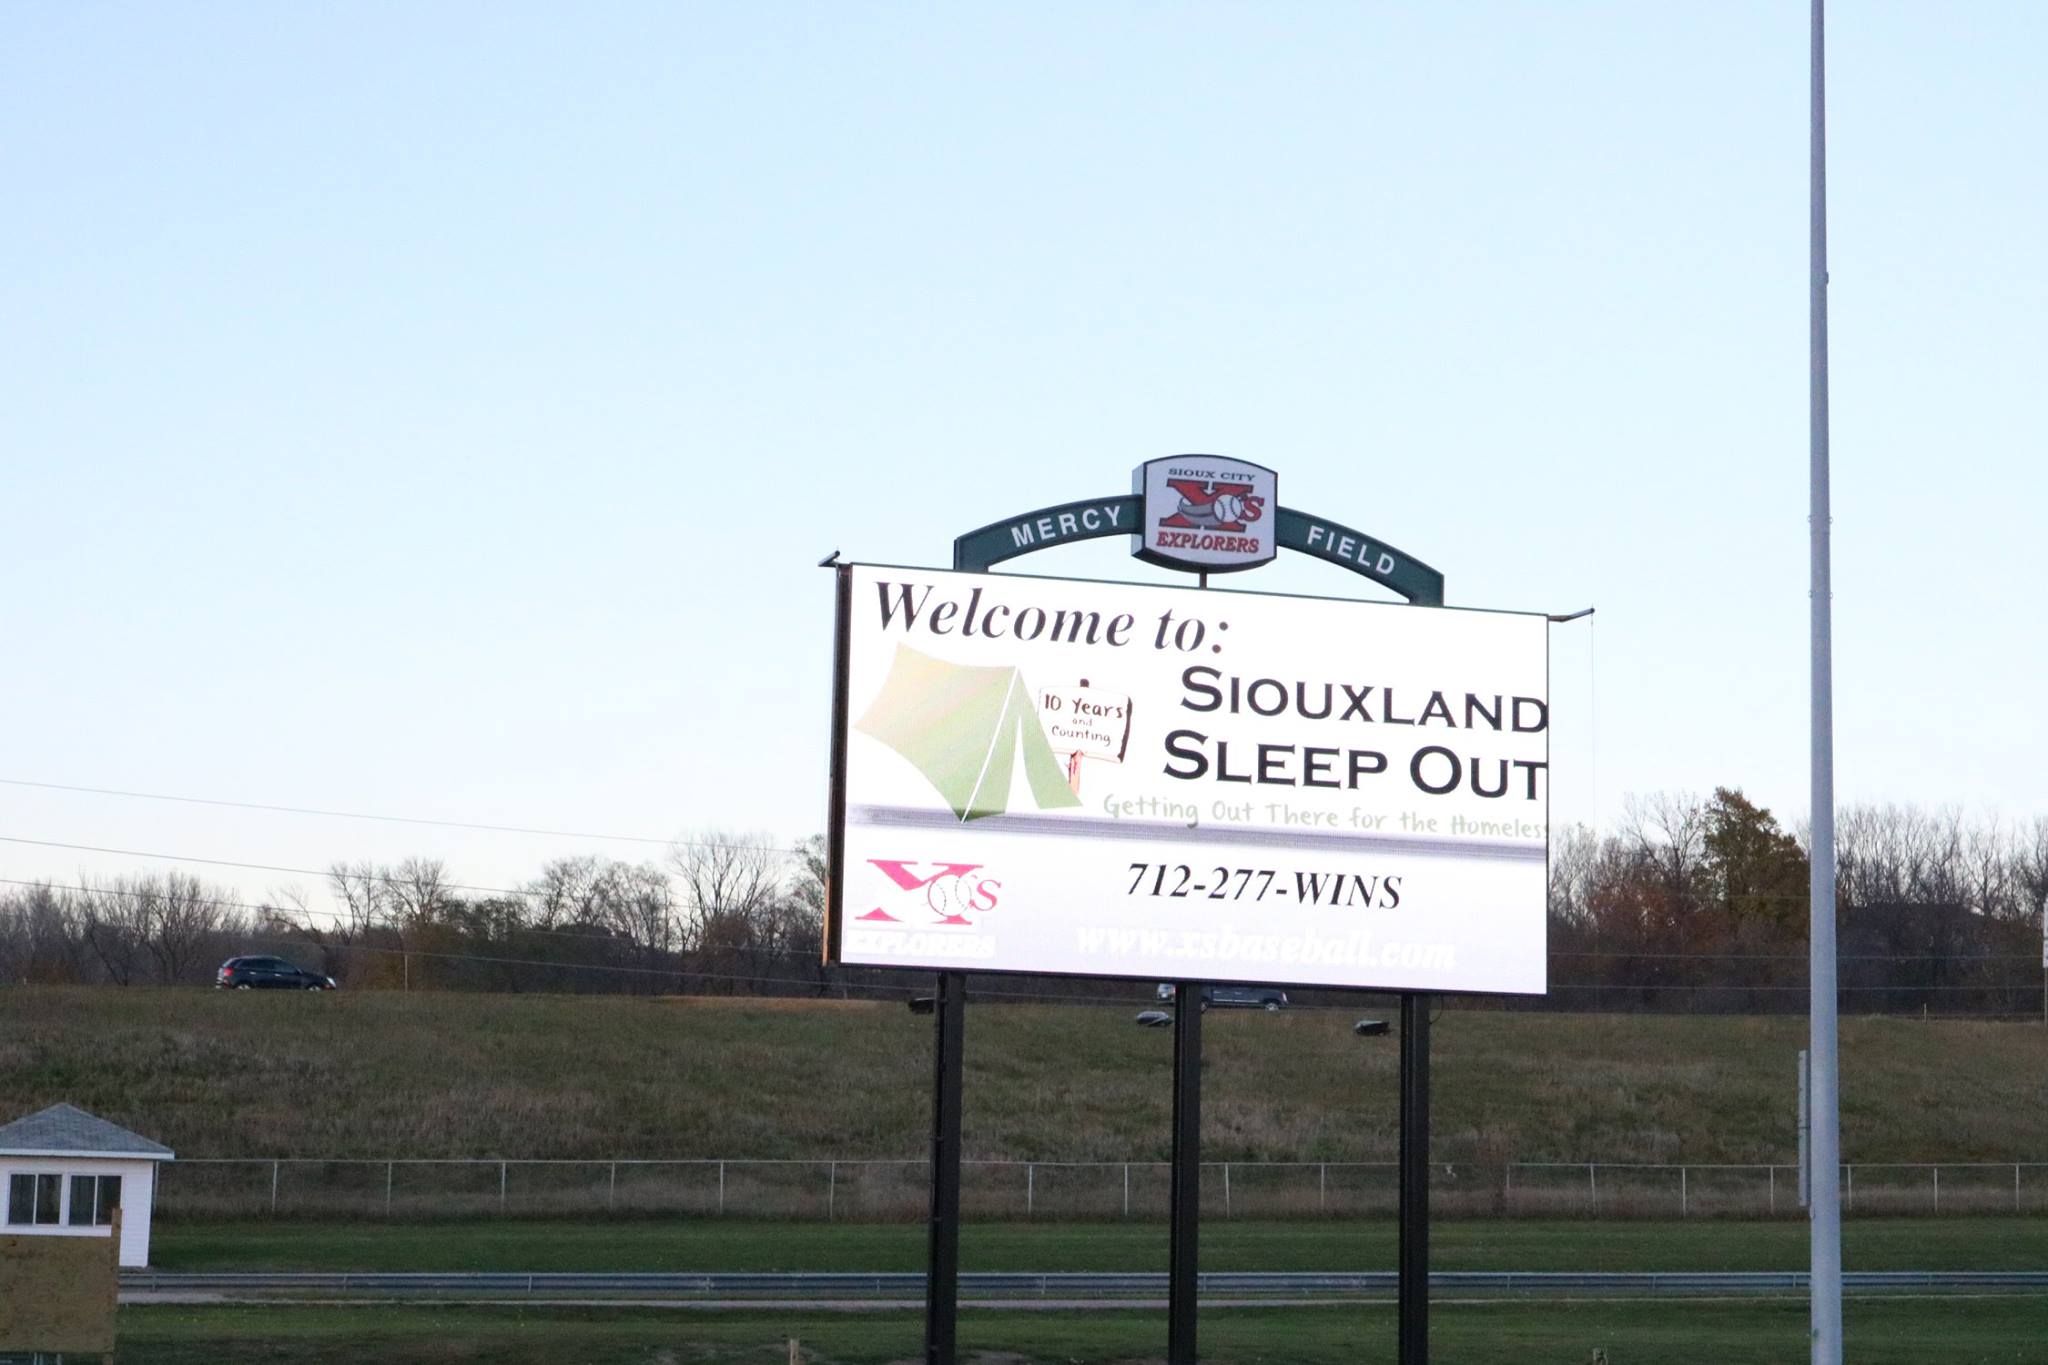 SIOUX CITY
X's
EXPLORERS
MERCY FIELD
Welcome to:
SIOUXLAND
SLEEP OUT
10 Years
and
Counting
Getting Out There for the Homeless
X's
EXPLORERS
712-277-WINS
www.xsbaseball.com